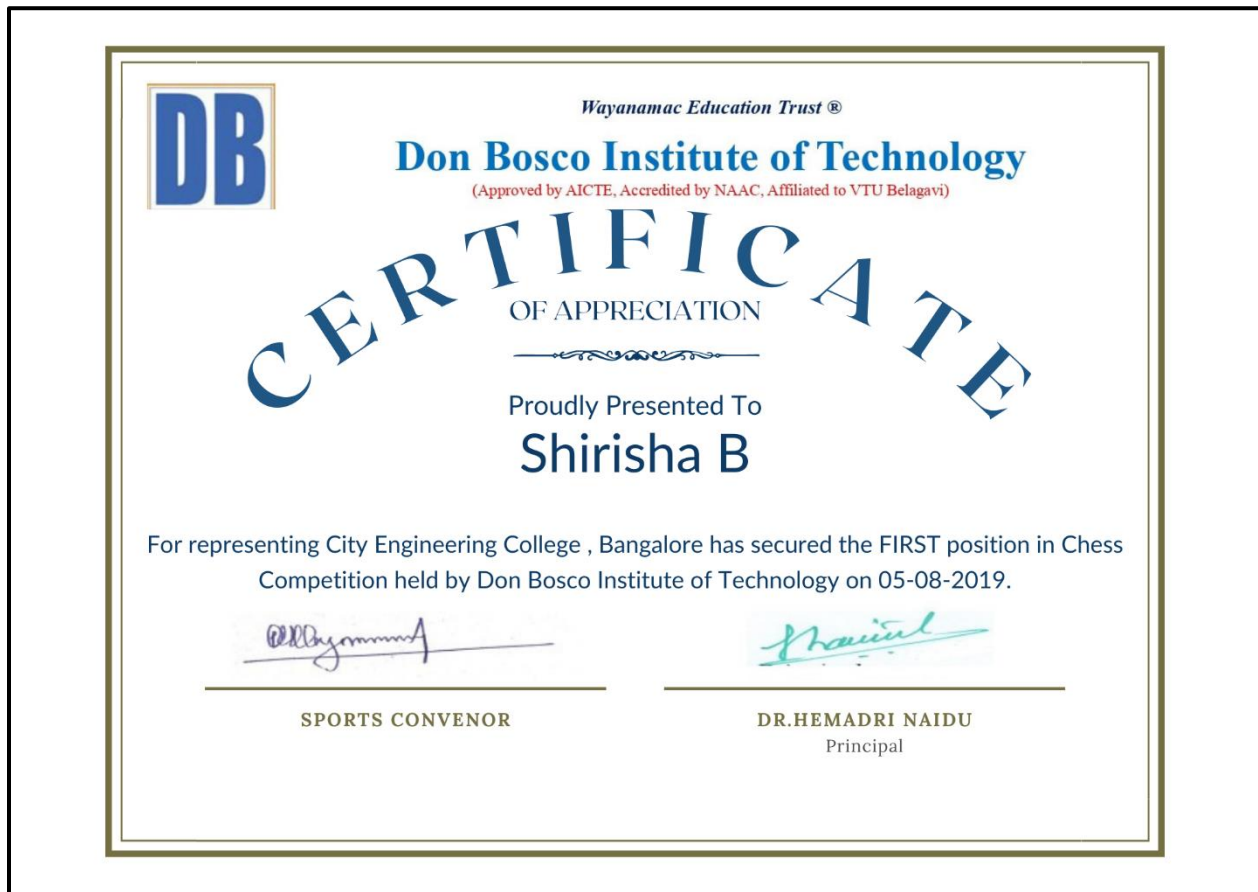 DB
Wayanamac Education Trust ®
Don Bosco Institute of Technology
(Approved by AICTE, Accredited by NAAC, Affiliated to VTU Belagavi)
CERTIFICATE
OF APPRECIATION
Proudly Presented To
Shirisha B
For representing City Engineering College , Bangalore has secured the FIRST position in Chess
Competition held by Don Bosco Institute of Technology on 05-08-2019.
SPORTS CONVENOR
DR.HEMADRI NAIDU
Principal